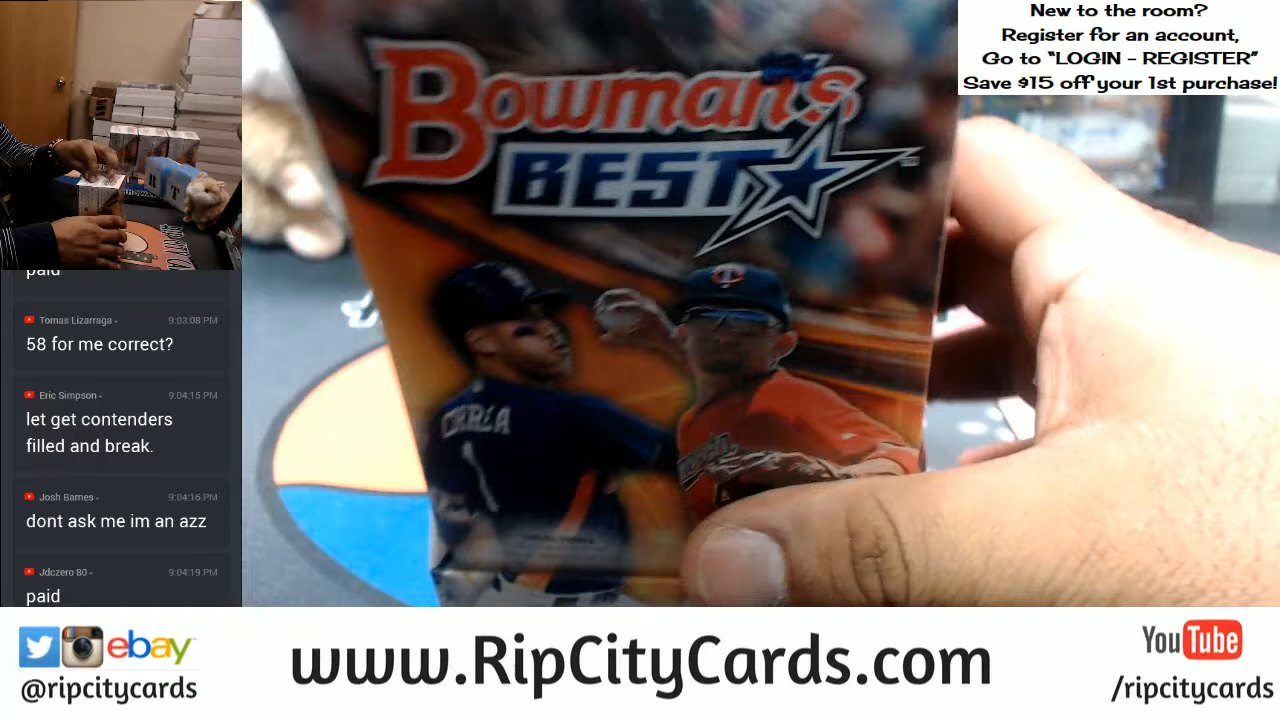 New to the room?
Register for an account,
Go to “LOGIN - REGISTER”
Save $15 off your 1st purchase!
Bowman's
BEST
CORREA
1
paid
Tomas Lizarraga
9:03:08 PM
58 for me correct?
Eric Simpson
9:04:15 PM
let get contenders
filled and break.
Josh Barnes
9:04:16 PM
dont ask me im an azz
Jdczero 80
9:04:19 PM
paid
ebay
@ripcitycards
www.RipCityCards.com
YouTube
/ripcitycards